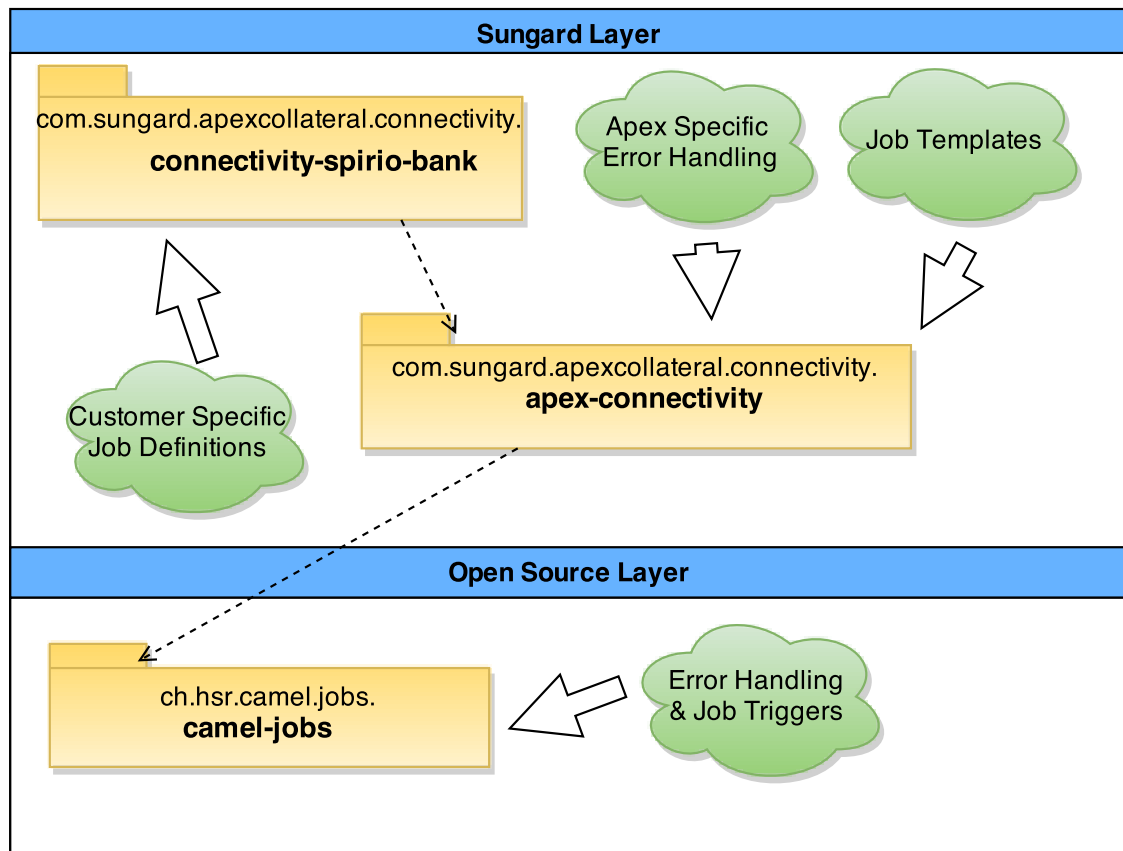 Sungard Layer
com.sungard.apexcollateral.connectivity.
connectivity-spirio-bank
Apex Specific
Error Handling
Job Templates
com.sungard.apexcollateral.connectivity.
apex-connectivity
Customer Specific
Job Definitions
Open Source Layer
ch.hsr.camel.jobs.
camel-jobs
Error Handling
& Job Triggers